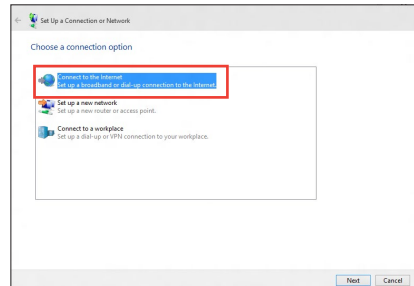 Set Up a Connection or Network
Choose a connection option
Connect to the Internet
Set up a broadband or dial-up connection to the Internet.
Set up a new network
Set up a new router or access point.
Connect to a workplace
Set up a dial-up or VPN connection to your workplace.
Next Cancel